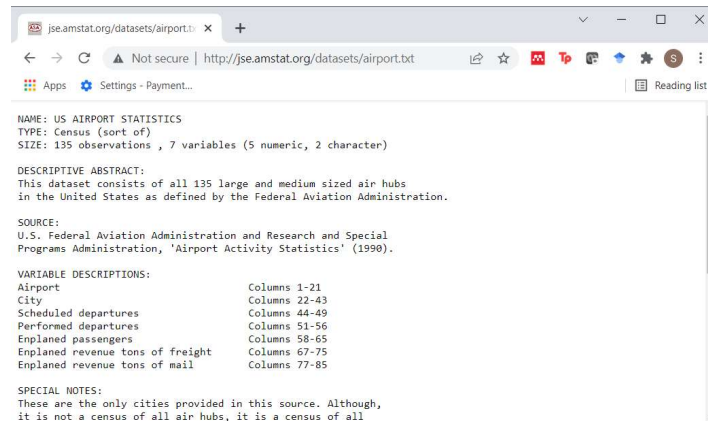 jse.amstat.org/datasets/airport.tx
Not secure | http://jse.amstat.org/datasets/airport.txt
Tp
S
Apps Settings - Payment... Reading list
NAME: US AIRPORT STATISTICS
TYPE: Census (sort of)
SIZE: 135 observations , 7 variables (5 numeric, 2 character)
DESCRIPTIVE ABSTRACT:
This dataset consists of all 135 large and medium sized air hubs
in the United States as defined by the Federal Aviation Administration.
SOURCE:
U.S. Federal Aviation Administration and Research and Special
Programs Administration, 'Airport Activity Statistics' (1990).
VARIABLE DESCRIPTIONS:
Airport Columns 1-21
City Columns 22-43
Scheduled departures Columns 44-49
Performed departures Columns 51-56
Enplaned passengers Columns 58-65
Enplaned revenue tons of freight Columns 67-75
Enplaned revenue tons of mail Columns 77-85
SPECIAL NOTES:
These are the only cities provided in this source. Although,
it is not a census of all air hubs, it is a census of all